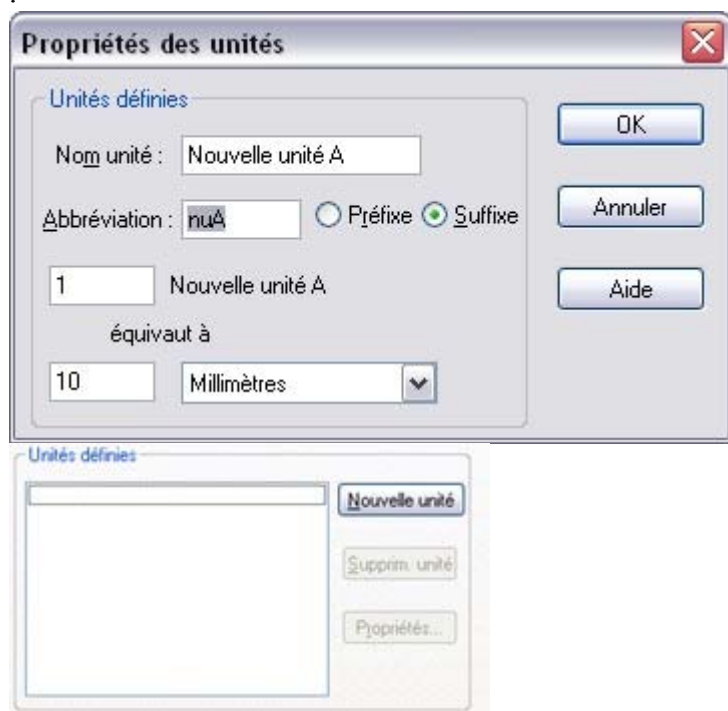 .
Propriétés des unités
Unités définies
Nom unité : Nouvelle unité A
OK
Abbréviation : nuA Préfixe Suffixe
Annuler
1 Nouvelle unité A
Aide
équivaut à
10 Millimètres
Unités définies
Nouvelle unité
Supprim. unité
Propriétés...